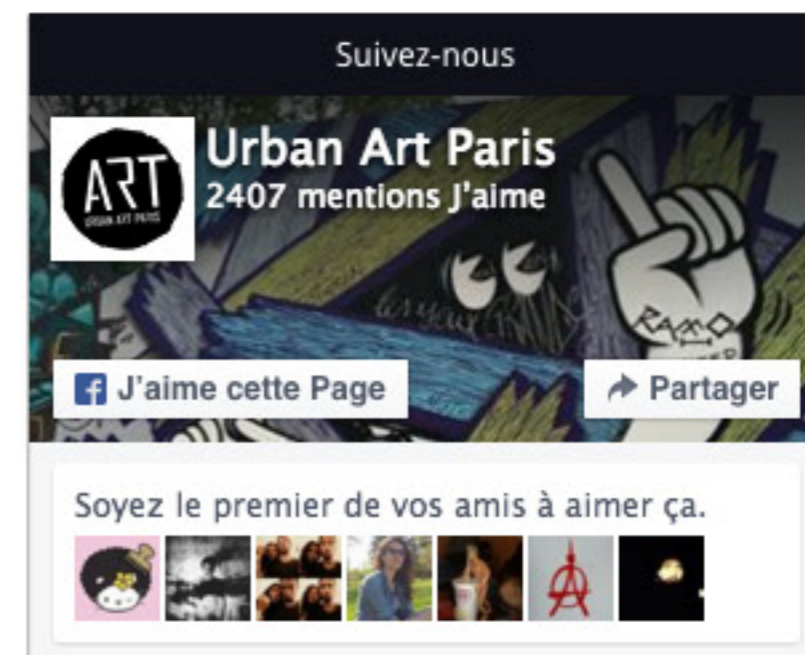 Suivez-nous
ART
URBAN ART PARIS
Urban Art Paris
2407 mentions J'aime
RAMO
J'aime cette Page
Partager
Soyez le premier de vos amis à aimer ça.